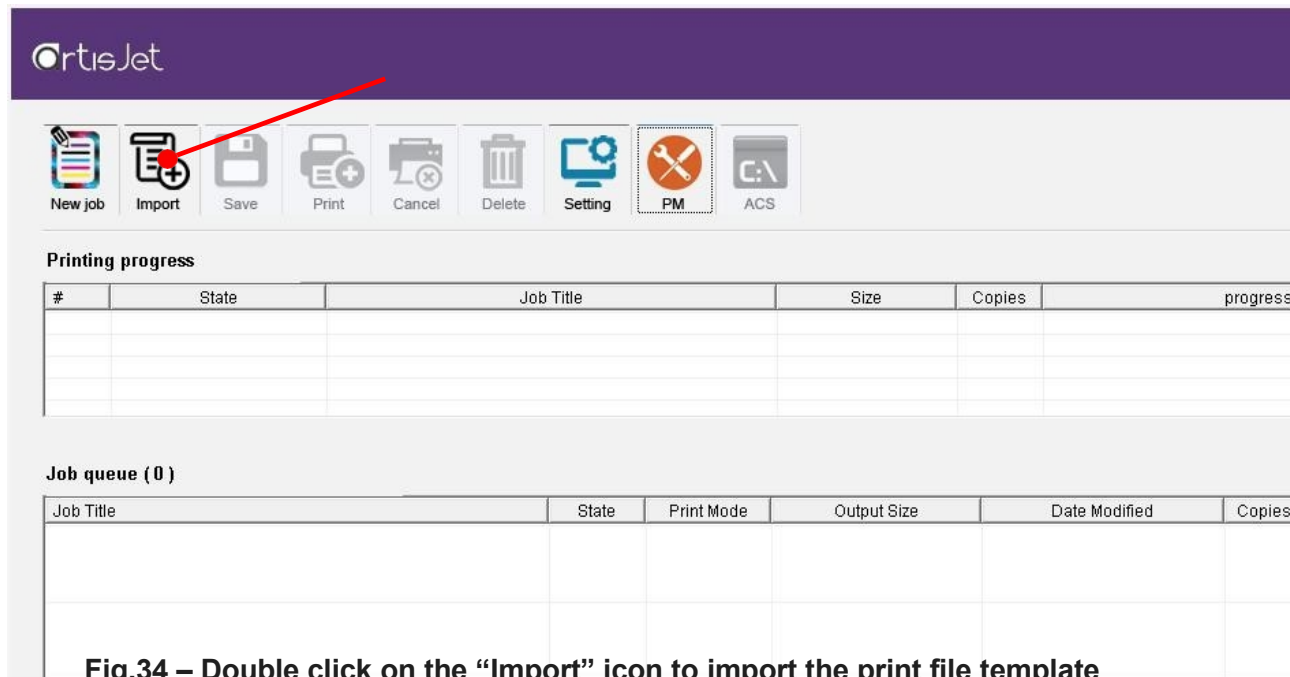 artisJet
New job Import Save Print Cancel Delete Setting PM C:\ ACS
Printing progress
# State Job Title Size Copies progress
Job queue ( 0 )
Job Title State Print Mode Output Size Date Modified Copies
Fig.34 – Double click on the “Import” icon to import the print file template